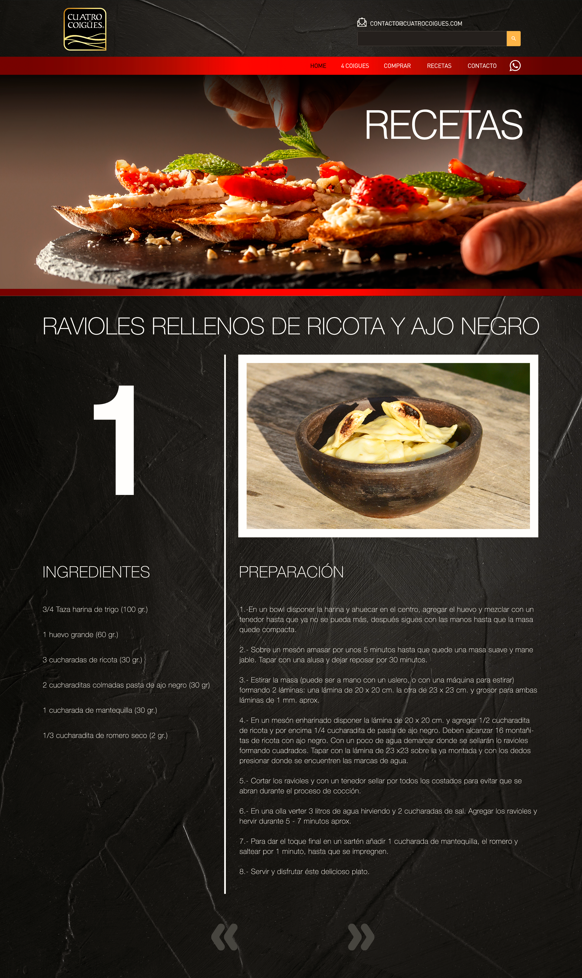 CUATRO
COIGÜES.
CONTACTO@CUATROCOIGÜES.COM
HOME 4 COIGUES COMPRAR RECETAS CONTACTO
RECETAS
RAVIOLES RELLENOS DE RICOTA Y AJO NEGRO
1
INGREDIENTES
3/4 Taza harina de trigo (100 gr.)
1 huevo grande (60 gr.)
3 cucharadas de ricota (30 gr.)
2 cucharaditas colmadas pasta de ajo negro (30 gr)
1 cucharada de mantequilla (30 gr.)
1/3 cucharadita de romero seco (2 gr.)
PREPARACIÓN
1.-En un bowl disponer la harina y ahuecar en el centro, agregar el huevo y mezclar con un
tenedor hasta que ya no se pueda más, después sigues con las manos hasta que la masa
quede compacta.
2.- Sobre un mesón amasar por unos 5 minutos hasta que quede una masa suave y mane
jable. Tapar con una alusa y dejar reposar por 30 minutos.
3.- Estirar la masa (puede ser a mano con un uslero, o con una máquina para estirar)
formando 2 láminas: una lámina de 20 x 20 cm. la otra de 23 x 23 cm. y grosor para ambas
láminas de 1 mm. aprox.
4.- En un mesón enharinado disponer la lámina de 20 x 20 cm. y agregar 1/2 cucharadita
de ricota y por encima 1/4 cucharadita de pasta de ajo negro. Deben alcanzar 16 montañi-
tas de ricota con ajo negro. Con un poco de agua demarcar donde se sellarán lo ravioles
formando cuadrados. Tapar con la lámina de 23 x23 sobre la ya montada y con los dedos
presionar donde se encuentren las marcas de agua.
5.- Cortar los ravioles y con un tenedor sellar por todos los costados para evitar que se
abran durante el proceso de cocción.
6.- En una olla verter 3 litros de agua hirviendo y 2 cucharadas de sal. Agregar los ravioles y
hervir durante 5 - 7 minutos aprox.
7.- Para dar el toque final en un sartén añadir 1 cucharada de mantequilla, el romero y
saltear por 1 minuto, hasta que se impregnen.
8.- Servir y disfrutar éste delicioso plato.